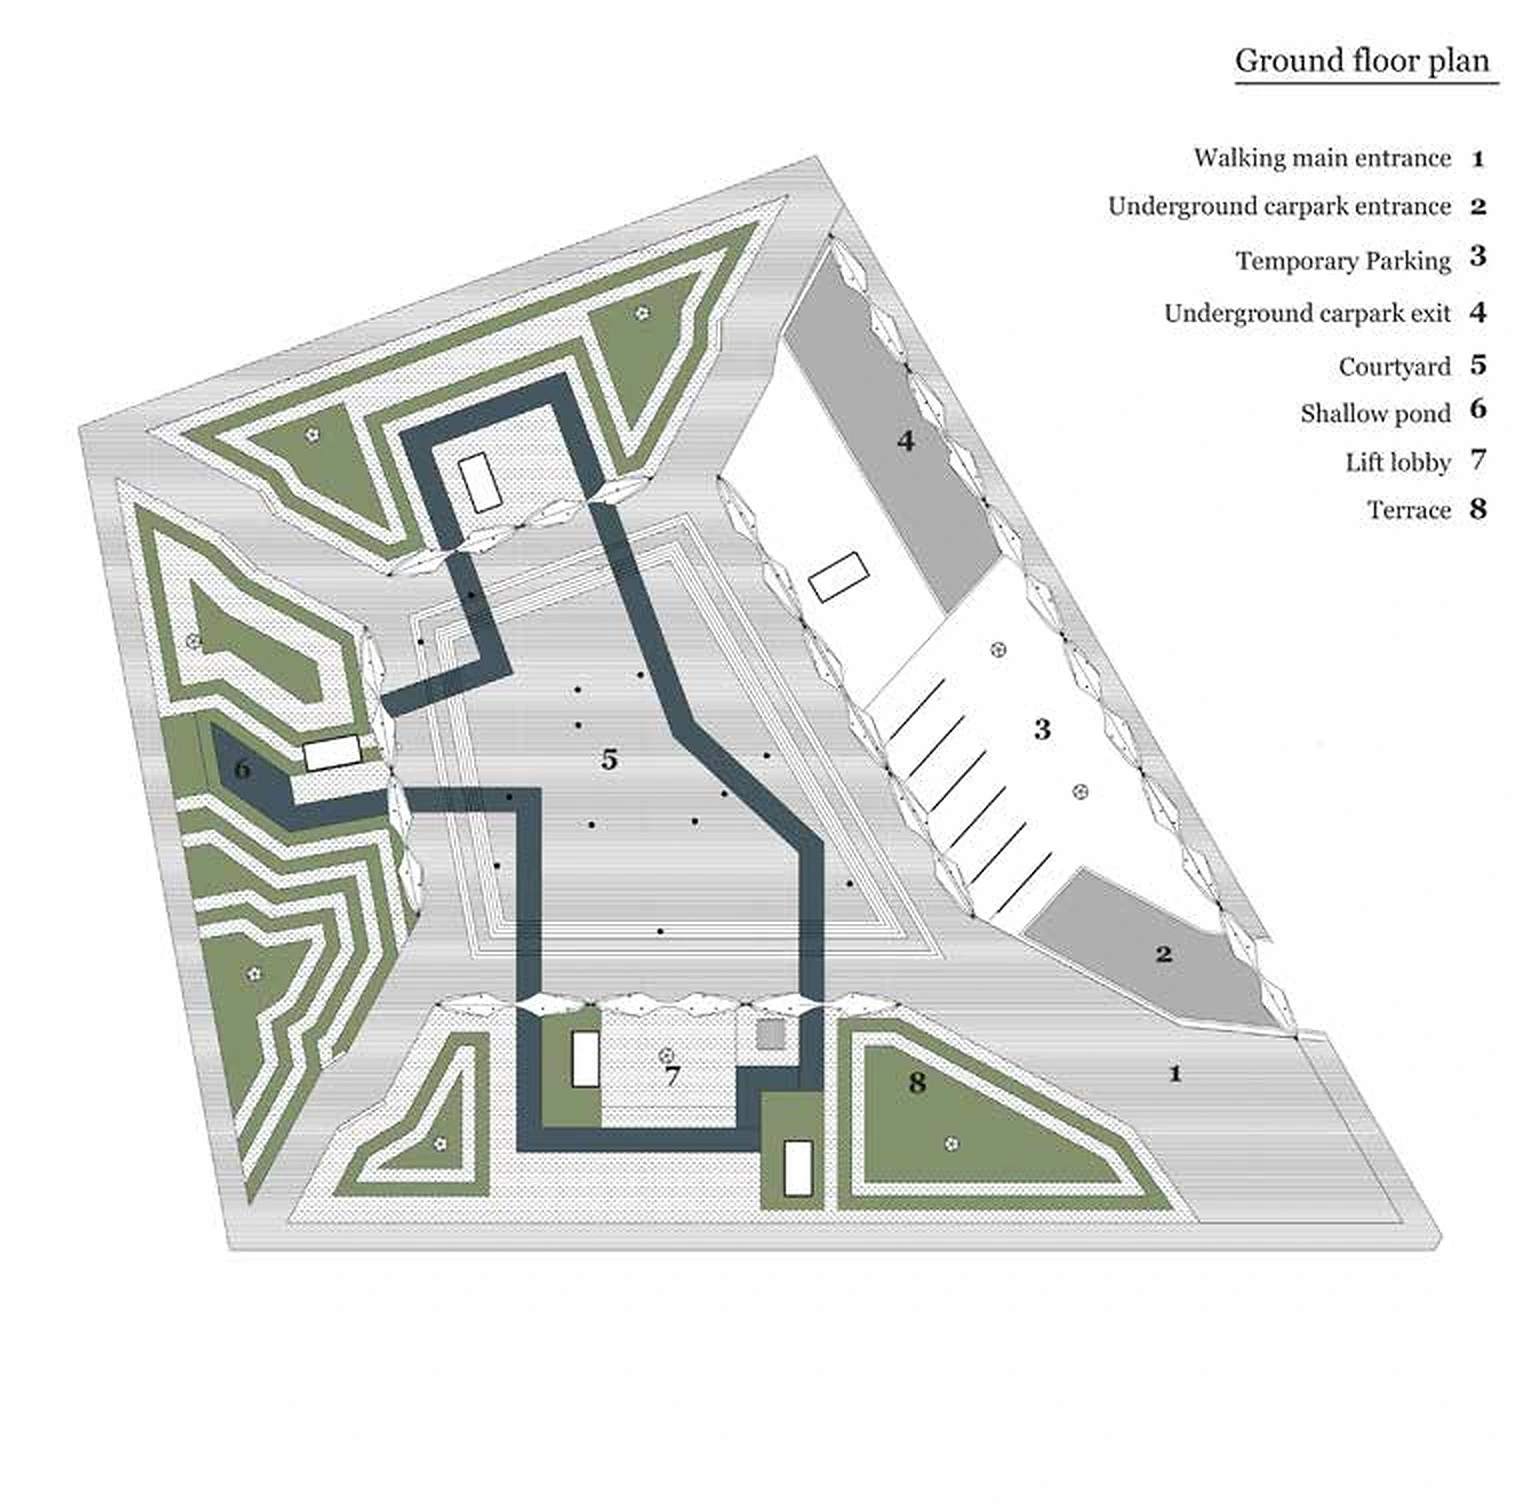 Ground floor plan
Walking main entrance 1
Underground carpark entrance 2
Temporary Parking 3
Underground carpark exit 4
Courtyard 5
Shallow pond 6
Lift lobby 7
Terrace 8
4
3
5
6
2
1
7
8